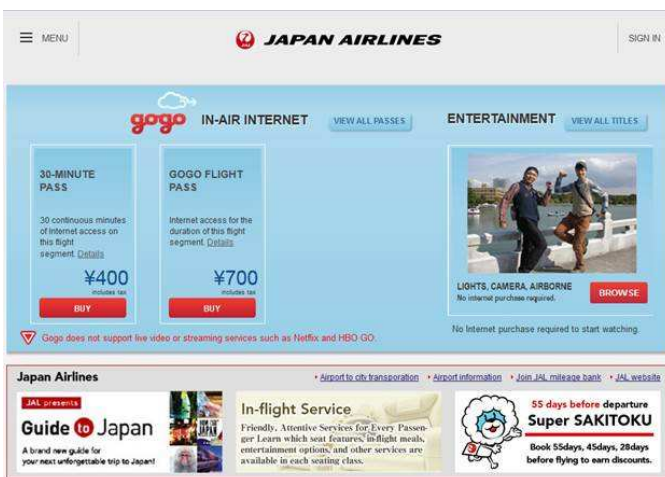 MENU
JAPAN AIRLINES
SIGN IN
gogo
IN-AIR INTERNET
VIEW ALL PASSES
ENTERTAINMENT
VIEW ALL TITLES
30-MINUTE
PASS
30 continuous minutes
of Internet access on
this flight
segment. Details
¥400
includes tax
BUY
GOGO FLIGHT
PASS
Internet access for the
duration of this flight
segment. Details
¥700
includes tax
BUY
LIGHTS, CAMERA, AIRBORNE
No internet purchase required.
BROWSE
No Internet purchase required to start watching.
Gogo does not support live video or streaming services such as Netflix and HBO GO.
Japan Airlines
Airport to citi transporation
Airport information
Join JAL mileage bank
JAL website
JAL presents
Guide to Japan
A brand new guide for
your next unforgettable trip to Japan!
In-flight Service
Friendly, Attentive Services for Every Passen-
ger Learn which seat features, in-flight meals,
entertainment options, and other services are
available in each seating class.
55 days before departure
Super SAKITOKU
Book 55days, 45days, 28days
before flying to earn discounts.